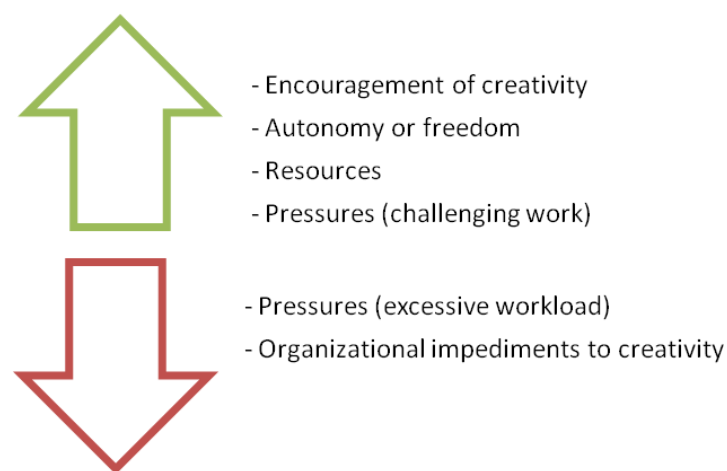 - Encouragement of creativity
- Autonomy or freedom
- Resources
- Pressures (challenging work)
- Pressures (excessive workload)
- Organizational impediments to creativity